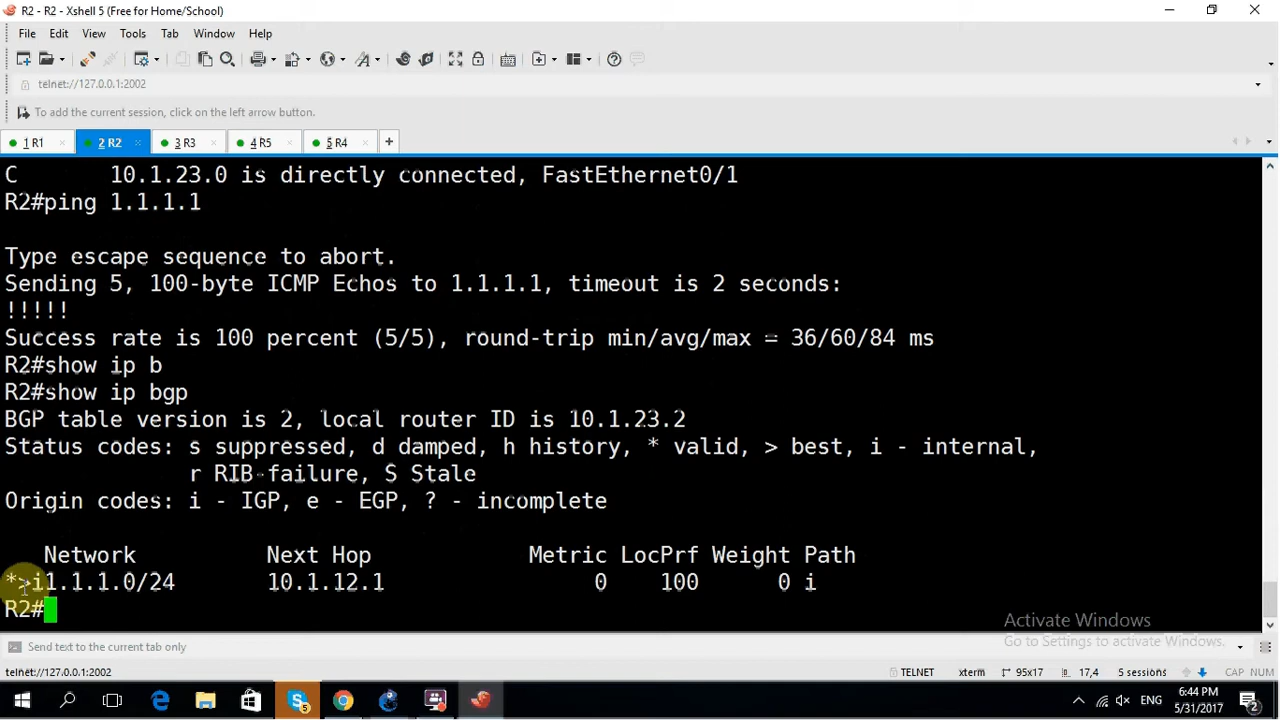 R2 - R2 - Xshell 5 (Free for Home/School)
File Edit View Tools Tab Window Help
telnet://127.0.0.1:2002
To add the current session, click on the left arrow button.
1 R1 2 R2 3 R3 4 R5 5 R4
C       10.1.23.0 is directly connected, FastEthernet0/1
R2#ping 1.1.1.1
Type escape sequence to abort.
Sending 5, 100-byte ICMP Echos to 1.1.1.1, timeout is 2 seconds:
!!!!!
Success rate is 100 percent (5/5), round-trip min/avg/max = 36/60/84 ms
R2#show ip b
R2#show ip bgp
BGP table version is 2, local router ID is 10.1.23.2
Status codes: s suppressed, d damped, h history, * valid, > best, i - internal,
              r RIB-failure, S Stale
Origin codes: i - IGP, e - EGP, ? - incomplete
   Network          Next Hop            Metric LocPrf Weight Path
*>i1.1.1.0/24       10.1.12.1                0    100      0 i
R2#
Activate Windows
Go to Settings to activate Windows.
Send text to the current tab only
telnet://127.0.0.1:2002 TELNET xterm 95x17 17,4 5 sessions CAP NUM
ENG 6:44 PM
5/31/2017